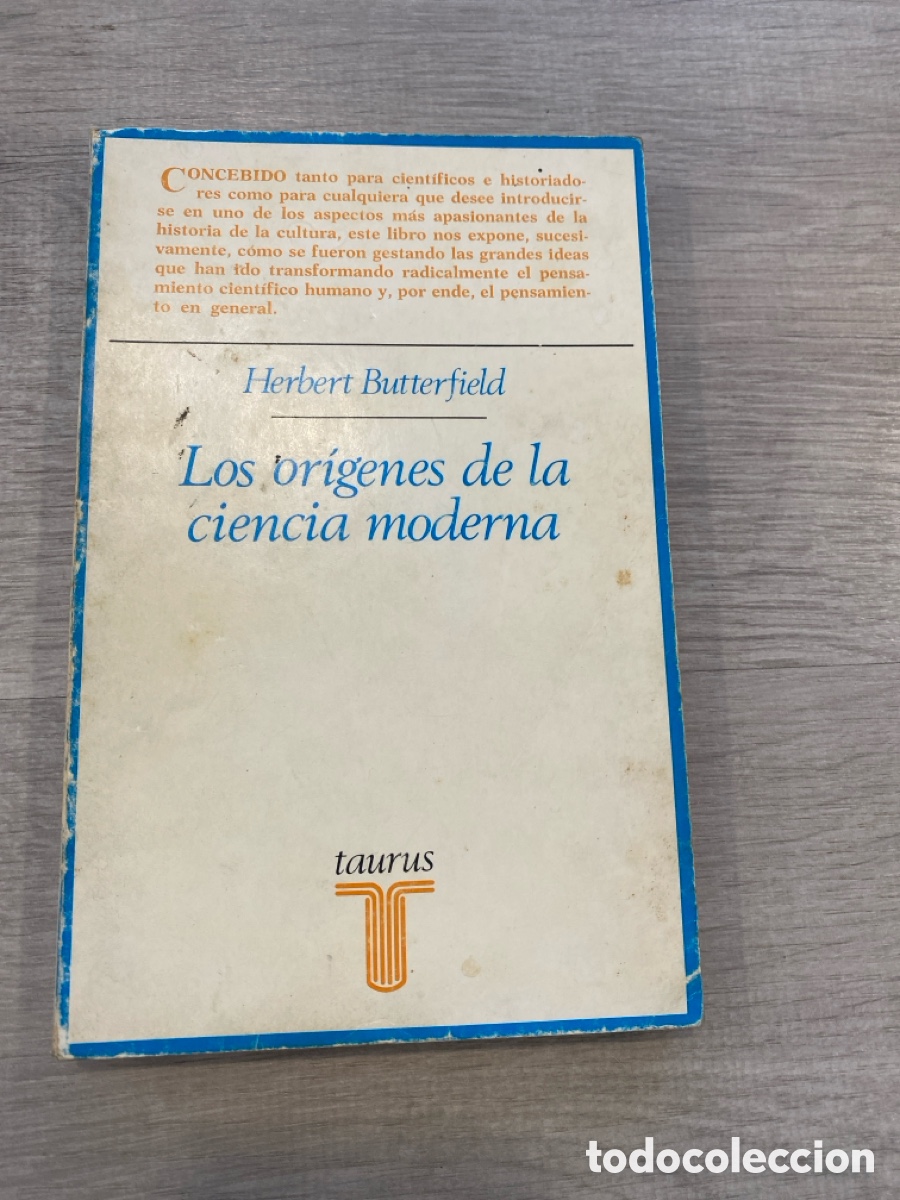 CONCEBIDO tanto para científicos e historiado-
res como para cualquiera que desee introducir-
se en uno de los aspectos más apasionantes de la
historia de la cultura, este libro nos expone, sucesi-
vamente, cómo se fueron gestando las grandes ideas
que han ido transformando radicalmente el pensa-
miento científico humano y, por ende, el pensamien-
to en general.
Herbert Butterfield
Los orígenes de la
ciencia moderna
taurus
todocoleccion